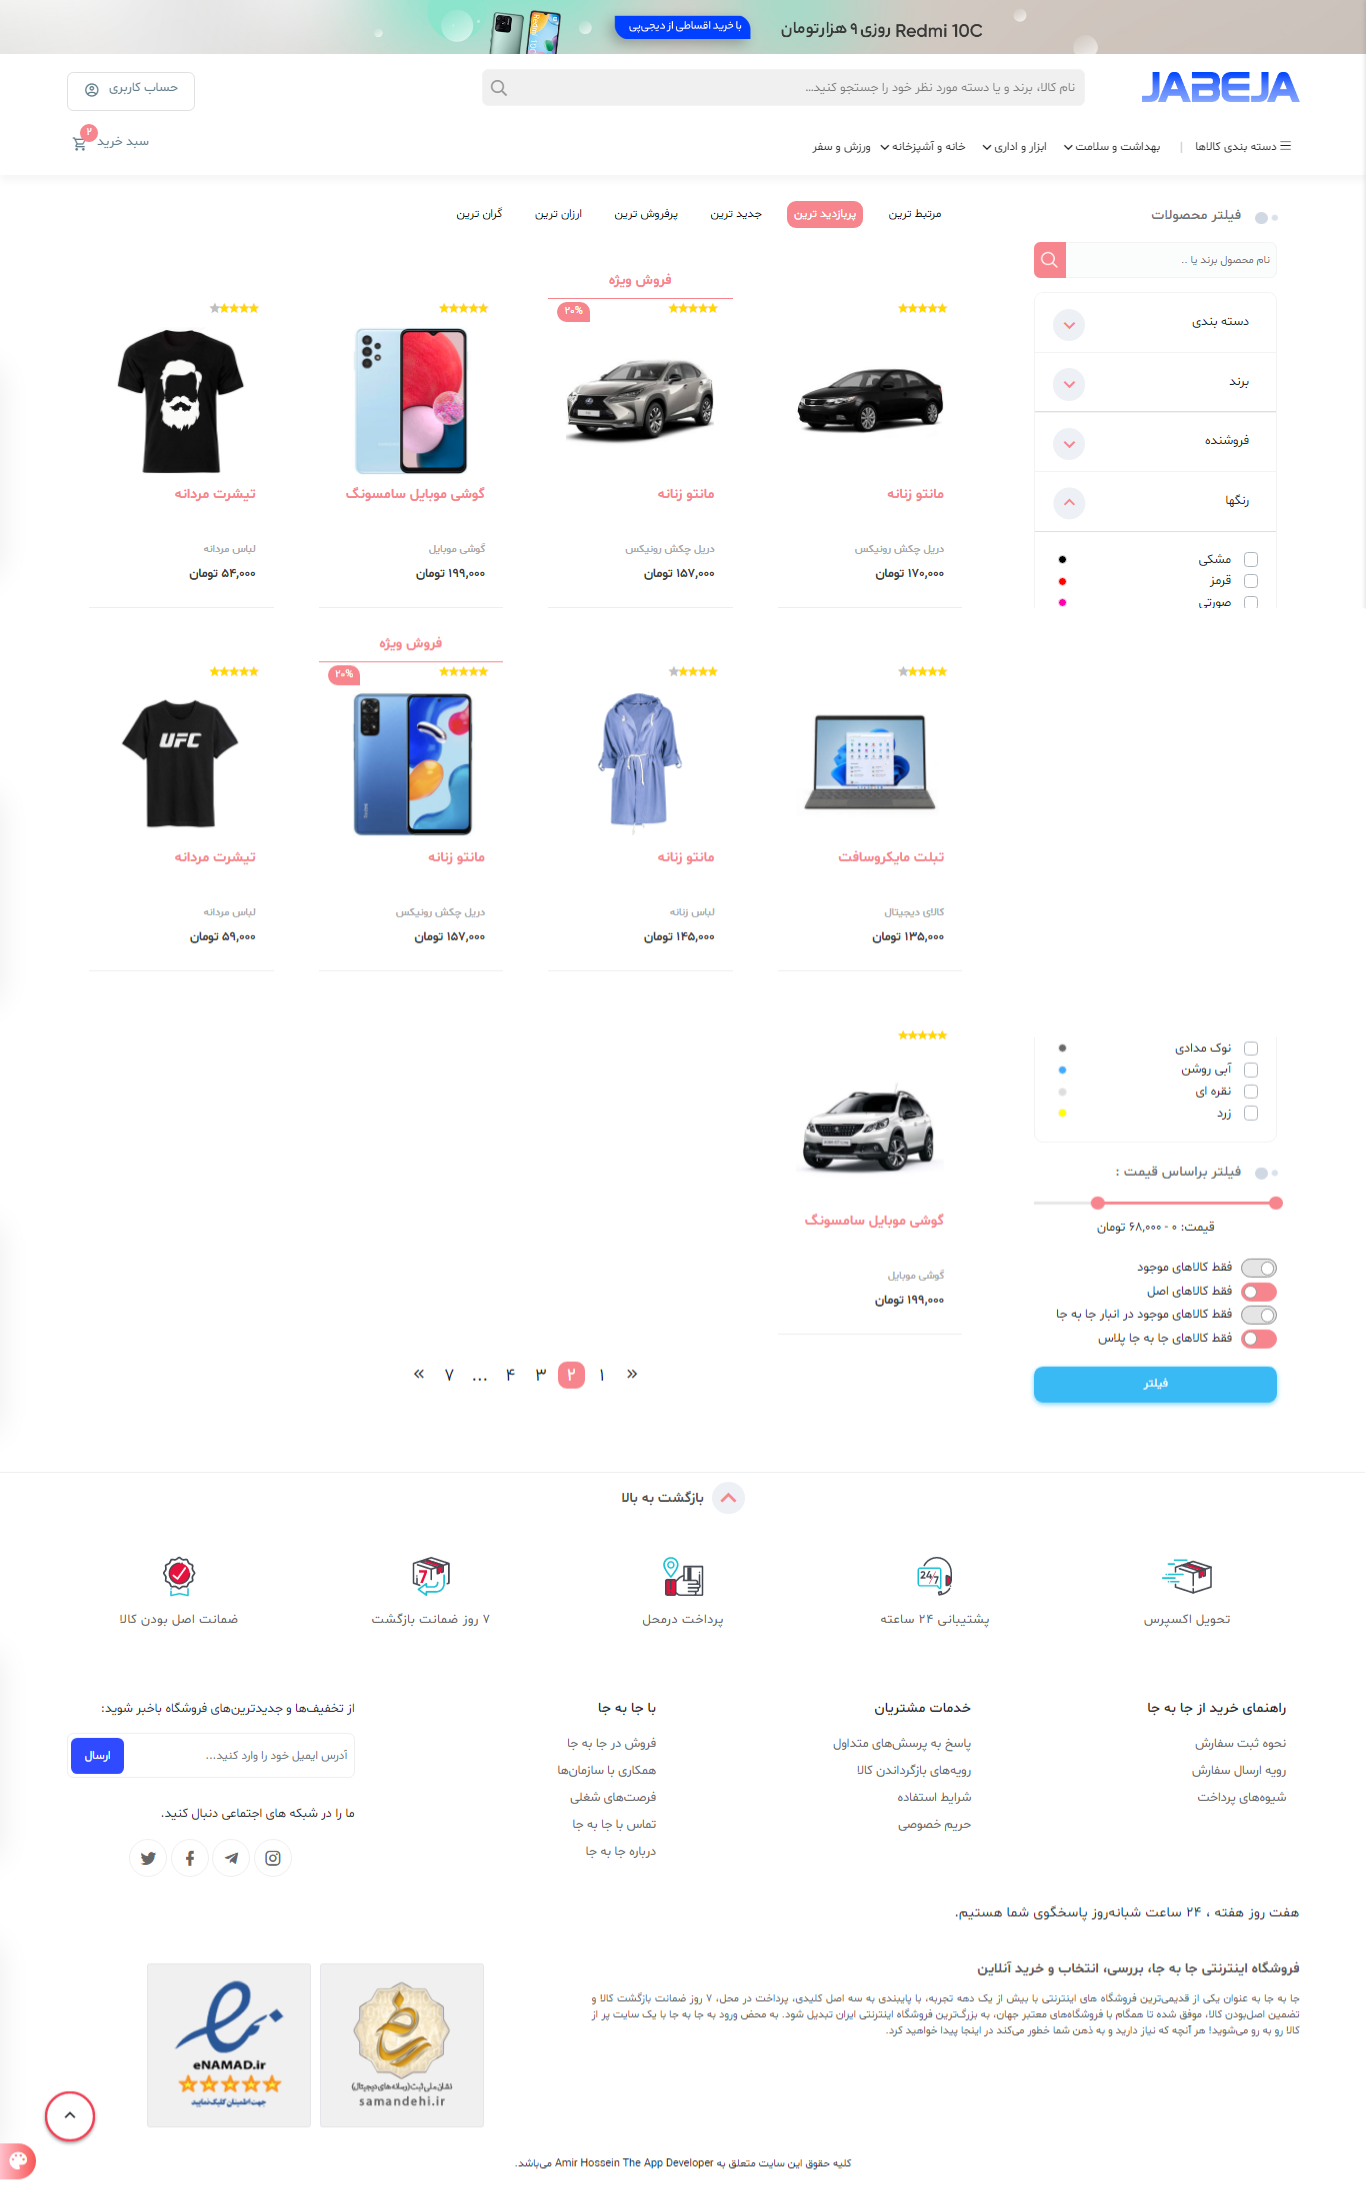 Redmi 10C روزی ۹ هزارتومان
با خرید اقساطی از دیجی‌پی
JABEJA
نام کالا، برند و یا دسته مورد نظر خود را جستجو کنید…
حساب کاربری
دسته بندی کالاها | بهداشت و سلامت ابزار و اداری خانه و آشپزخانه ورزش و سفر
سبد خرید ۲
فیلتر محصولات
مرتبط ترین پربازدید ترین جدید ترین پرفروش ترین ارزان ترین گران ترین
نام محصول برند یا ..
دسته بندی
برند
فروشنده
رنگها
مشکی
قرمز
صورتی
فروش ویژه
۲۰%
مانتو زنانه
مانتو زنانه
گوشی موبایل سامسونگ
تیشرت مردانه
دریل چکش رونیکس
دریل چکش رونیکس
گوشی موبایل
لباس مردانه
۱۷۰,۰۰۰ تومان
۱۵۷,۰۰۰ تومان
۱۹۹,۰۰۰ تومان
۵۴,۰۰۰ تومان
فروش ویژه
۲۰%
UFC
Redmi
تبلت مایکروسافت
مانتو زنانه
مانتو زنانه
تیشرت مردانه
کالای دیجیتال
لباس زنانه
دریل چکش رونیکس
لباس مردانه
۱۳۵,۰۰۰ تومان
۱۴۵,۰۰۰ تومان
۱۵۷,۰۰۰ تومان
۵۹,۰۰۰ تومان
نوک مدادی
آبی روشن
نقره ای
زرد
فیلتر براساس قیمت :
قیمت: ۰ - ۶۸,۰۰۰ تومان
فقط کالاهای موجود
فقط کالاهای اصل
فقط کالاهای موجود در انبار جا به جا
فقط کالاهای جا به جا پلاس
فیلتر
گوشی موبایل سامسونگ
گوشی موبایل
۱۹۹,۰۰۰ تومان
« ۱ ۲ ۳ ۴ ... ۷ »
بازگشت به بالا
24/7
7
تحویل اکسپرس
پشتیبانی ۲۴ ساعته
پرداخت درمحل
۷ روز ضمانت بازگشت
ضمانت اصل بودن کالا
راهنمای خرید از جا به جا
نحوه ثبت سفارش
رویه ارسال سفارش
شیوه‌های پرداخت
خدمات مشتریان
پاسخ به پرسش‌های متداول
رویه‌های بازگرداندن کالا
شرایط استفاده
حریم خصوصی
با جا به جا
فروش در جا به جا
همکاری با سازمان‌ها
فرصت‌های شغلی
تماس با جا به جا
درباره جا به جا
از تخفیف‌ها و جدیدترین‌های فروشگاه باخبر شوید:
آدرس ایمیل خود را وارد کنید...
ارسال
ما را در شبکه های اجتماعی دنبال کنید.
هفت روز هفته ، ۲۴ ساعت شبانه‌روز پاسخگوی شما هستیم.
فروشگاه اینترنتی جا به جا، بررسی، انتخاب و خرید آنلاین
جا به جا به عنوان یکی از قدیمی‌ترین فروشگاه های اینترنتی با بیش از یک دهه تجربه، با پایبندی به سه اصل کلیدی، پرداخت در محل، ۷ روز ضمانت بازگشت کالا و
تضمین اصل‌بودن کالا، موفق شده تا همگام با فروشگاه‌های معتبر جهان، به بزرگ‌ترین فروشگاه اینترنتی ایران تبدیل شود. به محض ورود به جا به جا با یک سایت پر از
کالا رو به رو می‌شوید! هر آنچه که نیاز دارید و به ذهن شما خطور می‌کند در اینجا پیدا خواهید کرد.
نشان ملی ثبت (رسانه‌های دیجیتال)
samandehi.ir
eNAMAD.ir
جهت اطمینان کلیک نمایید
کلیه حقوق این سایت متعلق به Amir Hossein The App Developer می‌باشد.